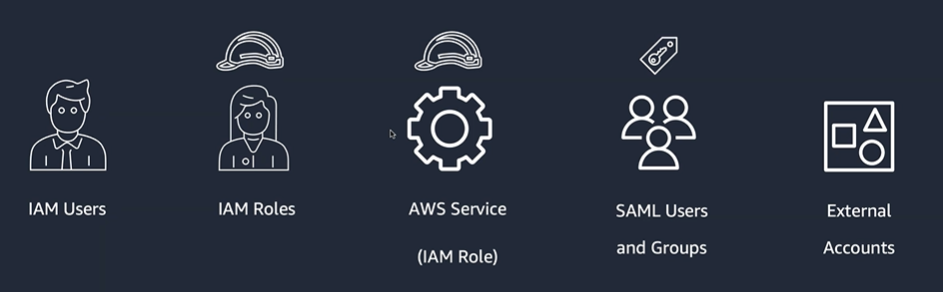 IAM Users
IAM Roles
AWS Service
(IAM Role)
SAML Users
and Groups
External
Accounts